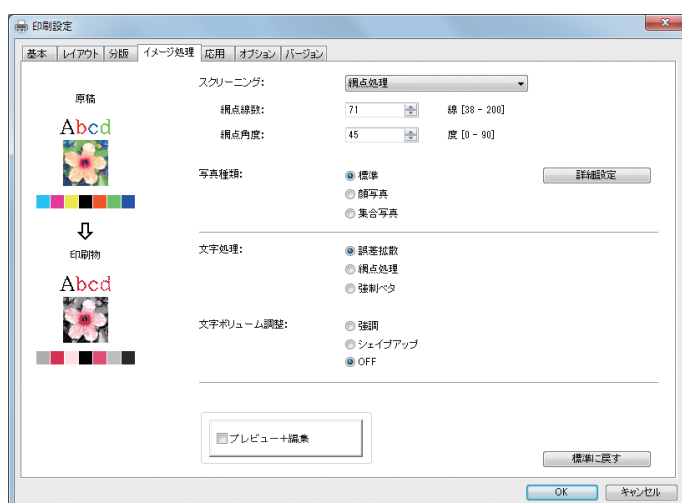 印刷設定
基本 レイアウト 分版 イメージ処理 応用 オプション バージョン
原稿
Abcd
印刷物
Abcd
スクリーニング: 網点処理
網点線数: 71 線 [38 - 200]
網点角度: 45 度 [0 - 90]
写真種類: 標準 詳細設定
顔写真
集合写真
文字処理: 誤差拡散
網点処理
強制ベタ
文字ボリューム調整: 強調
シェイプアップ
OFF
プレビュー+編集
標準に戻す
OK キャンセル